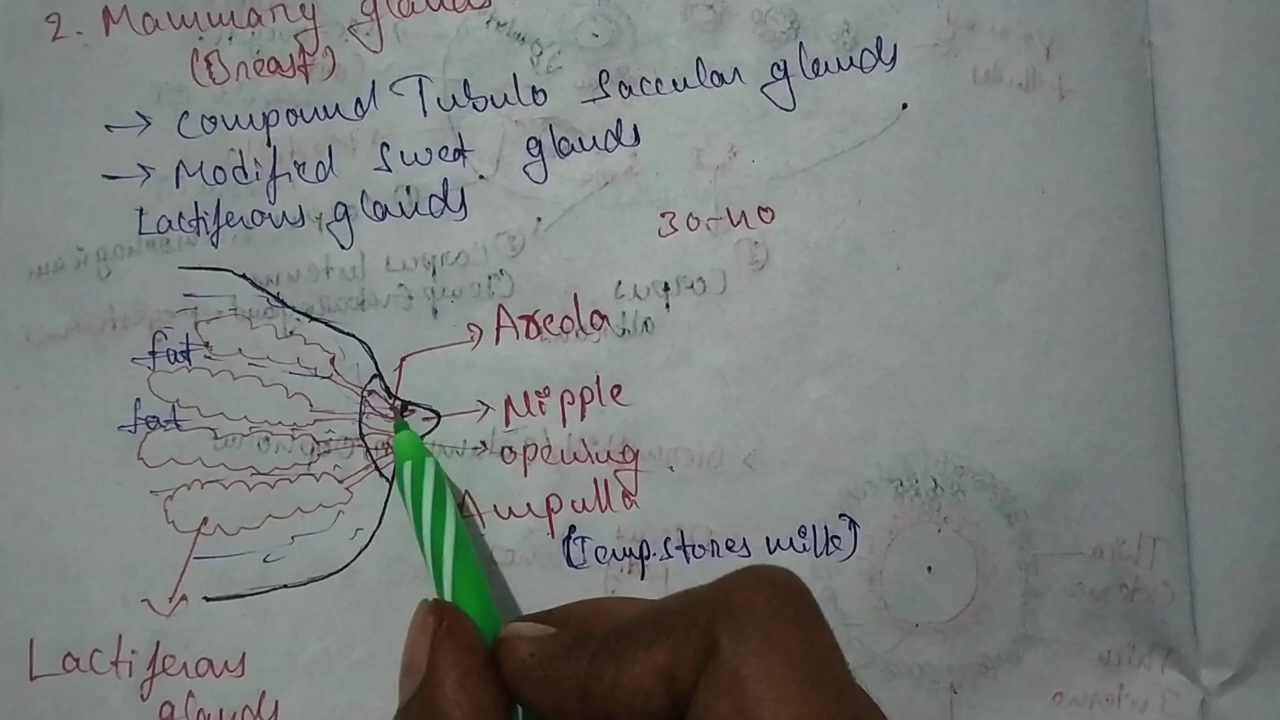 2. Mammary glands
(Breast)
→ Compound Tubulo Saccular glands
→ Modified swet glands
Lactiferous glands
30-40
Areola
fat
Nipple
fat
opening
Ampulla
(Temp. stores milk)
Lactiferous
glands